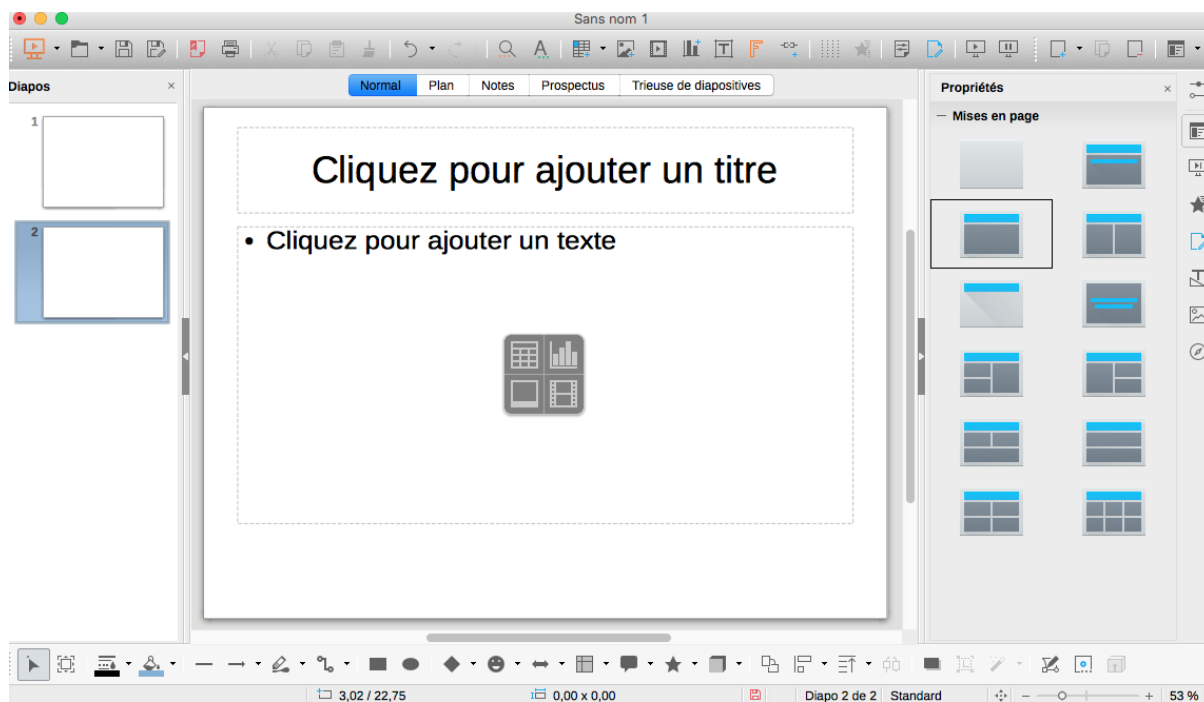 Sans nom 1
Diapos
×
Normal Plan Notes Prospectus Trieuse de diapositives
Propriétés
×
Mises en page
1
2
Cliquez pour ajouter un titre
• Cliquez pour ajouter un texte
3,02 / 22,75 0,00 x 0,00 Diapo 2 de 2 Standard − + 53 %